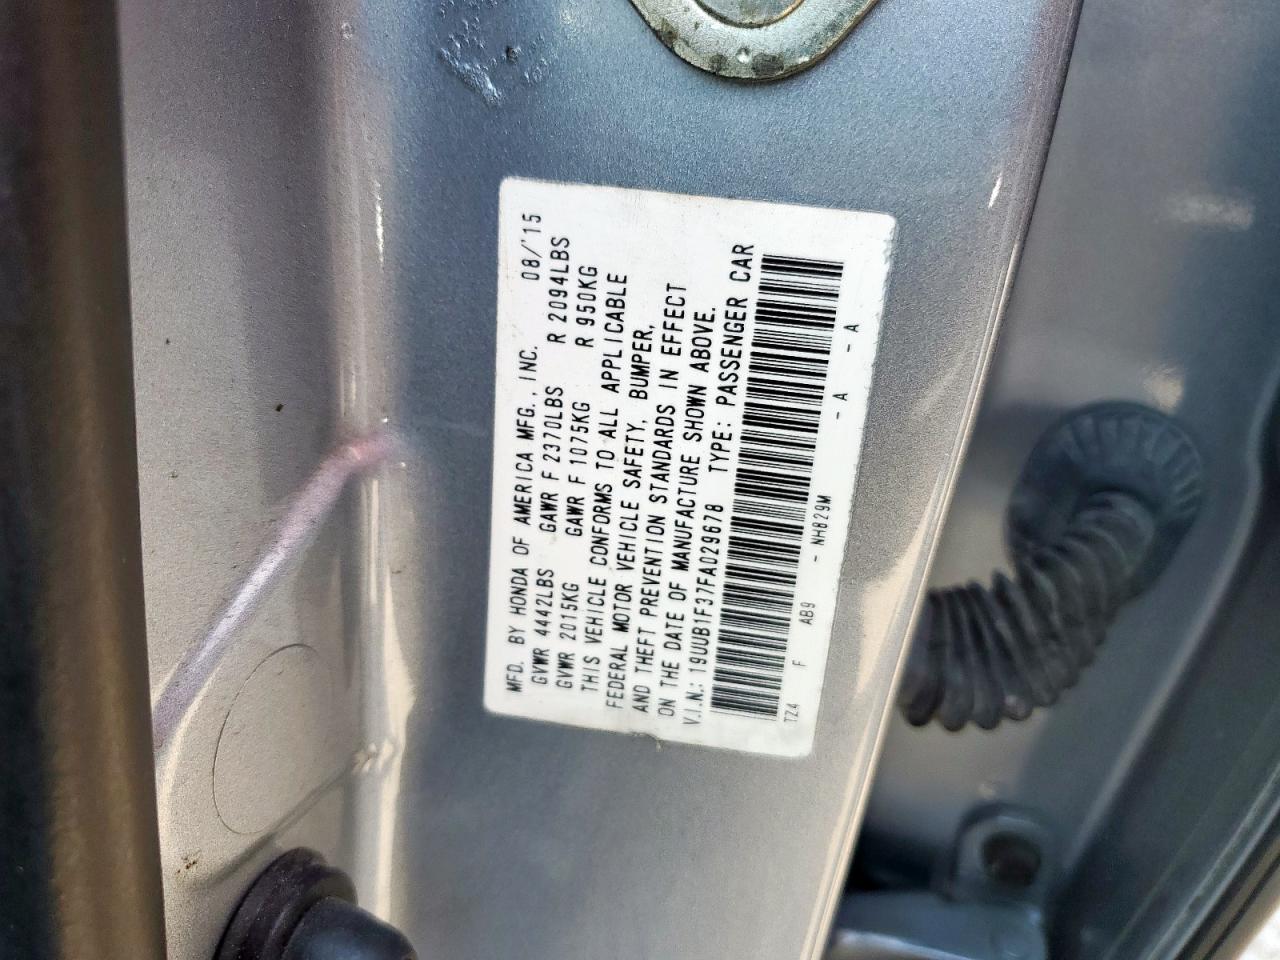 MFD. BY HONDA OF AMERICA MFG., INC. 08/'15
GVWR 4442LBS GAWR F 2370LBS R 2094LBS
GVWR 2015KG GAWR F 1075KG R 950KG
THIS VEHICLE CONFORMS TO ALL APPLICABLE
FEDERAL MOTOR VEHICLE SAFETY, BUMPER,
AND THEFT PREVENTION STANDARDS IN EFFECT
ON THE DATE OF MANUFACTURE SHOWN ABOVE.
V.I.N.: 19UUB1F37FA029678 TYPE: PASSENGER CAR
TZ4 F AB9 - NH829M - A - A